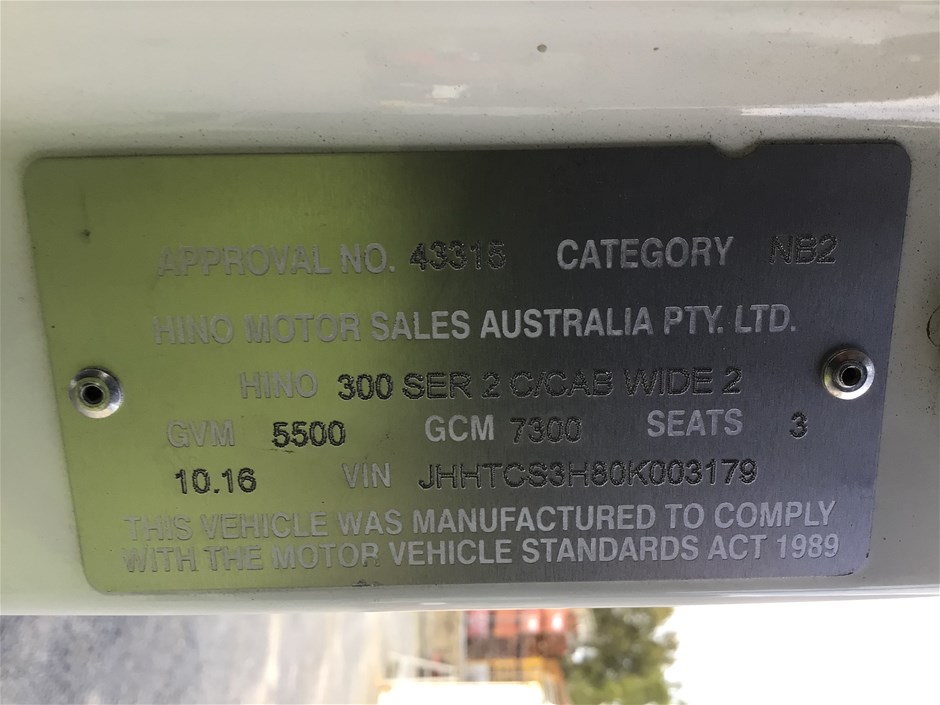 APPROVAL NO. 43315 CATEGORY NB2
HINO MOTOR SALES AUSTRALIA PTY. LTD.
HINO 300 SER 2 C/CAB WIDE 2
GVM 5500 GCM 7300 SEATS 3
10.16 VIN JHHTCS3H80K003179
THIS VEHICLE WAS MANUFACTURED TO COMPLY
WITH THE MOTOR VEHICLE STANDARDS ACT 1989